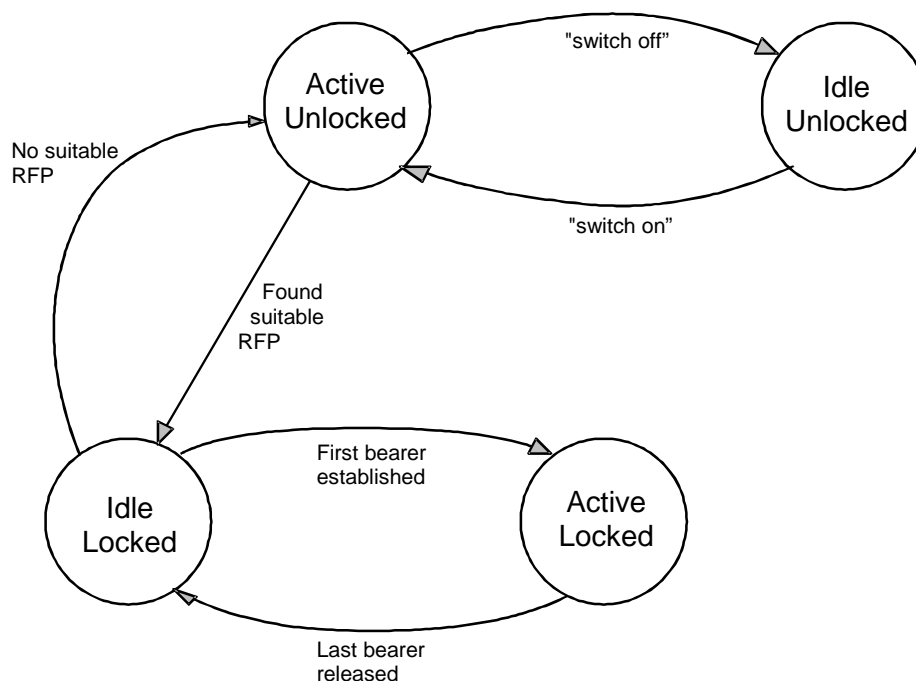 "switch off”
Active
Unlocked
Idle
Unlocked
No suitable
RFP
"switch on”
Found
suitable
RFP
First bearer
established
Idle
Locked
Active
Locked
Last bearer
released